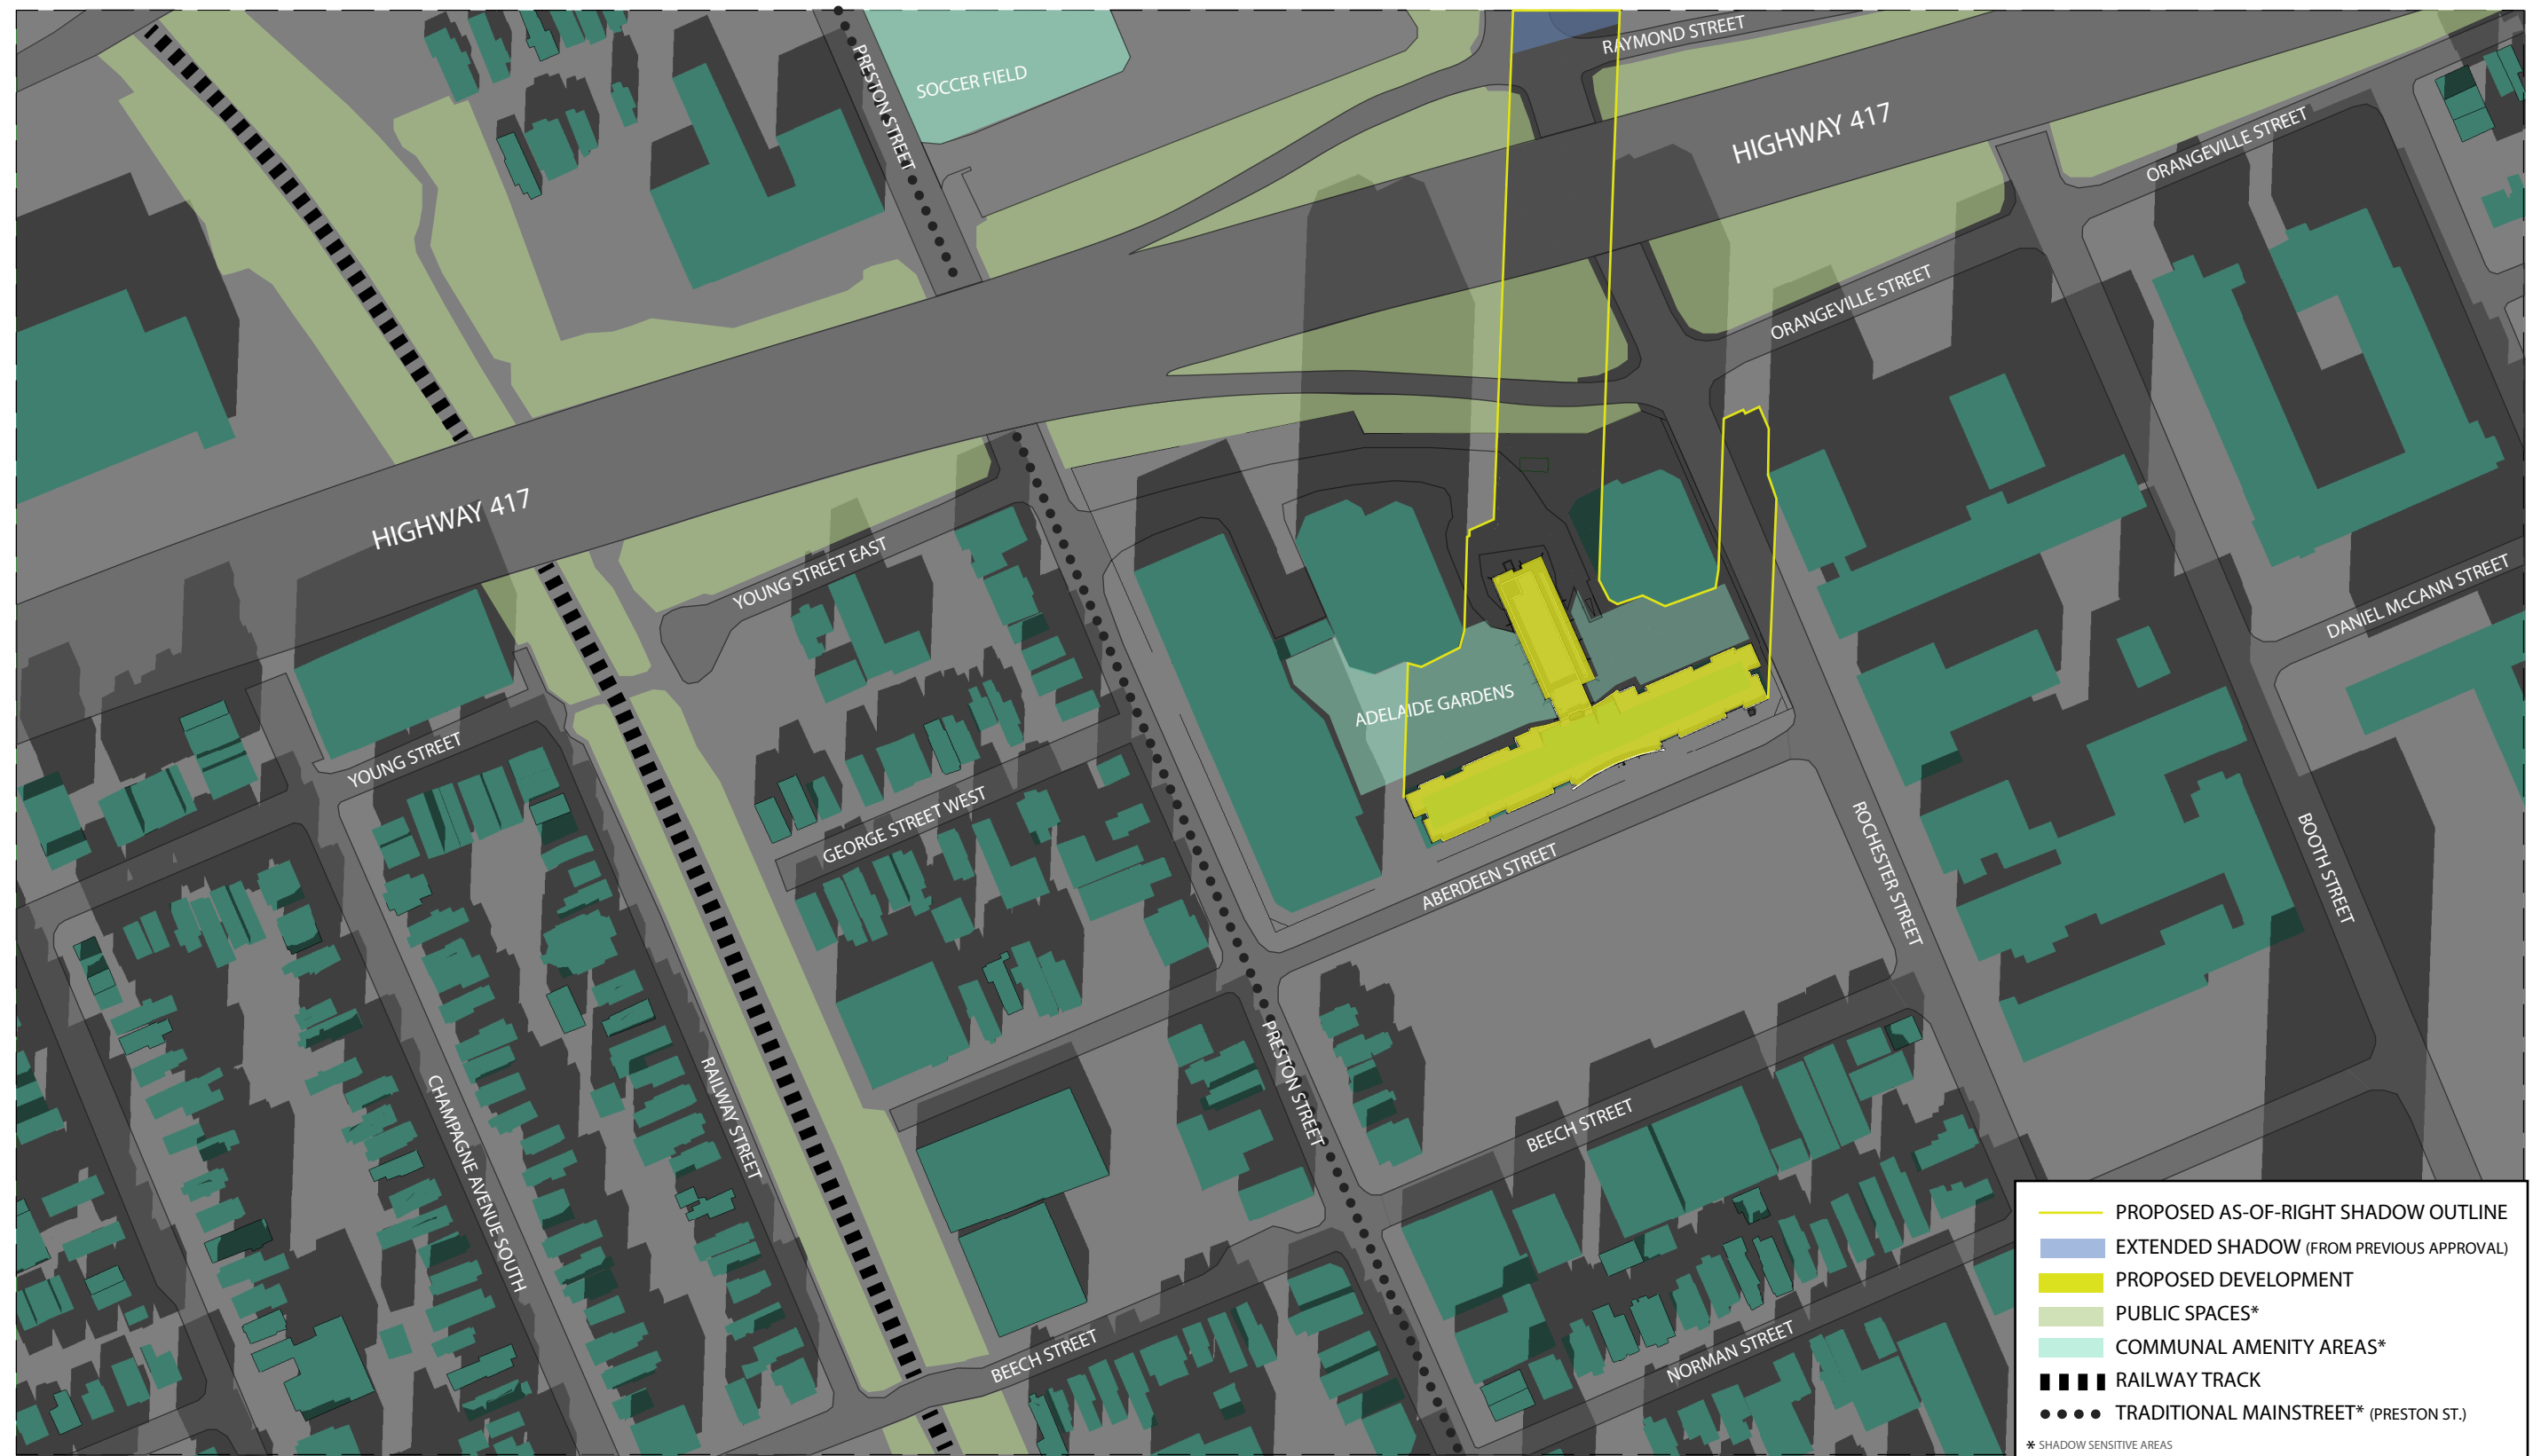 RAYMOND STREET
PRESTON STREET
SOCCER FIELD
HIGHWAY 417
ORANGEVILLE STREET
ORANGEVILLE STREET
HIGHWAY 417
YOUNG STREET EAST
DANIEL McCANN STREET
ADELAIDE GARDENS
YOUNG STREET
GEORGE STREET WEST
ABERDEEN STREET
ROCHESTER STREET
BOOTH STREET
PRESTON STREET
RAILWAY STREET
CHAMPAGNE AVENUE SOUTH
BEECH STREET
BEECH STREET
NORMAN STREET
PROPOSED AS-OF-RIGHT SHADOW OUTLINE
EXTENDED SHADOW (FROM PREVIOUS APPROVAL)
PROPOSED DEVELOPMENT
PUBLIC SPACES*
COMMUNAL AMENITY AREAS*
RAILWAY TRACK
TRADITIONAL MAINSTREET* (PRESTON ST.)
* SHADOW SENSITIVE AREAS